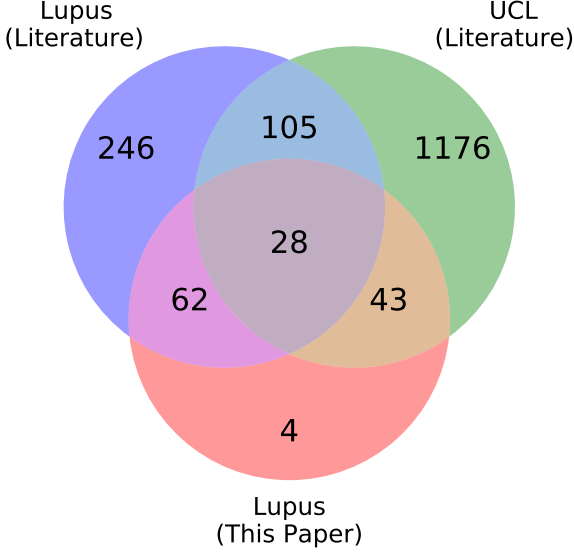 Lupus
(Literature)
UCL
(Literature)
105
246
1176
28
62
43
4
Lupus
(This Paper)